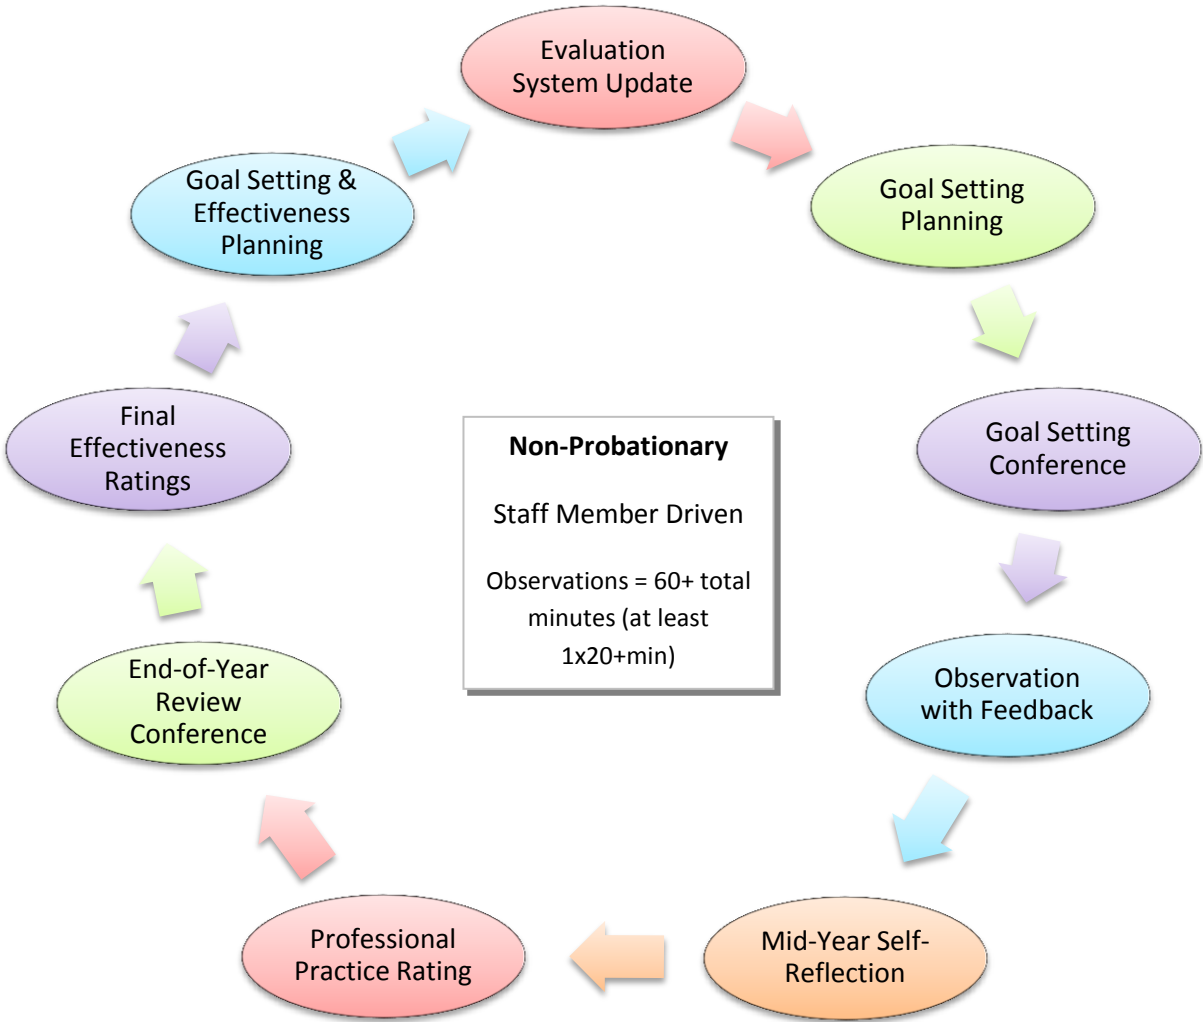 Evaluation
System Update
Goal Setting
Planning
Goal Setting
Conference
Observation
with Feedback
Mid-Year Self-
Reflection
Professional
Practice Rating
End-of-Year
Review
Conference
Final
Effectiveness
Ratings
Goal Setting &
Effectiveness
Planning
Non-Probationary
Staff Member Driven
Observations = 60+ total
minutes (at least
1x20+min)